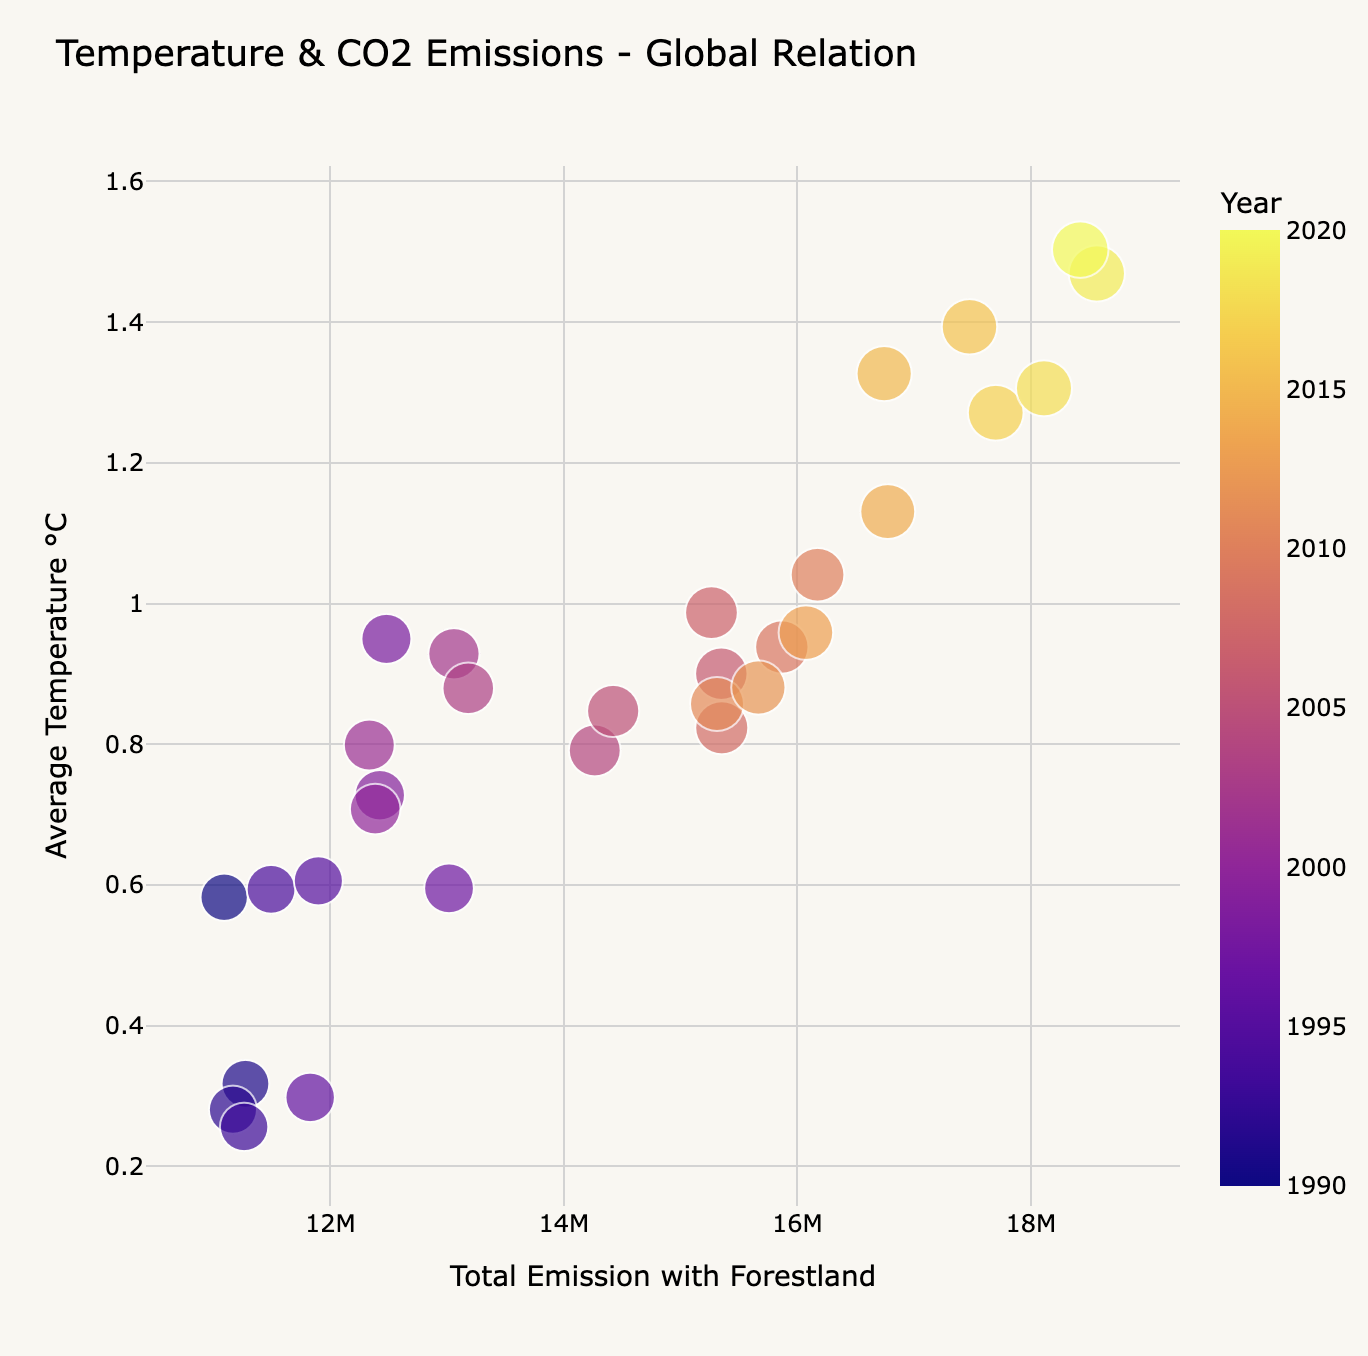 Temperature & CO2 Emissions - Global Relation
Year
1.6
1.4
1.2
1
0.8
0.6
0.4
0.2
Average Temperature °C
12M
14M
16M
18M
Total Emission with Forestland
2020
2015
2010
2005
2000
1995
1990